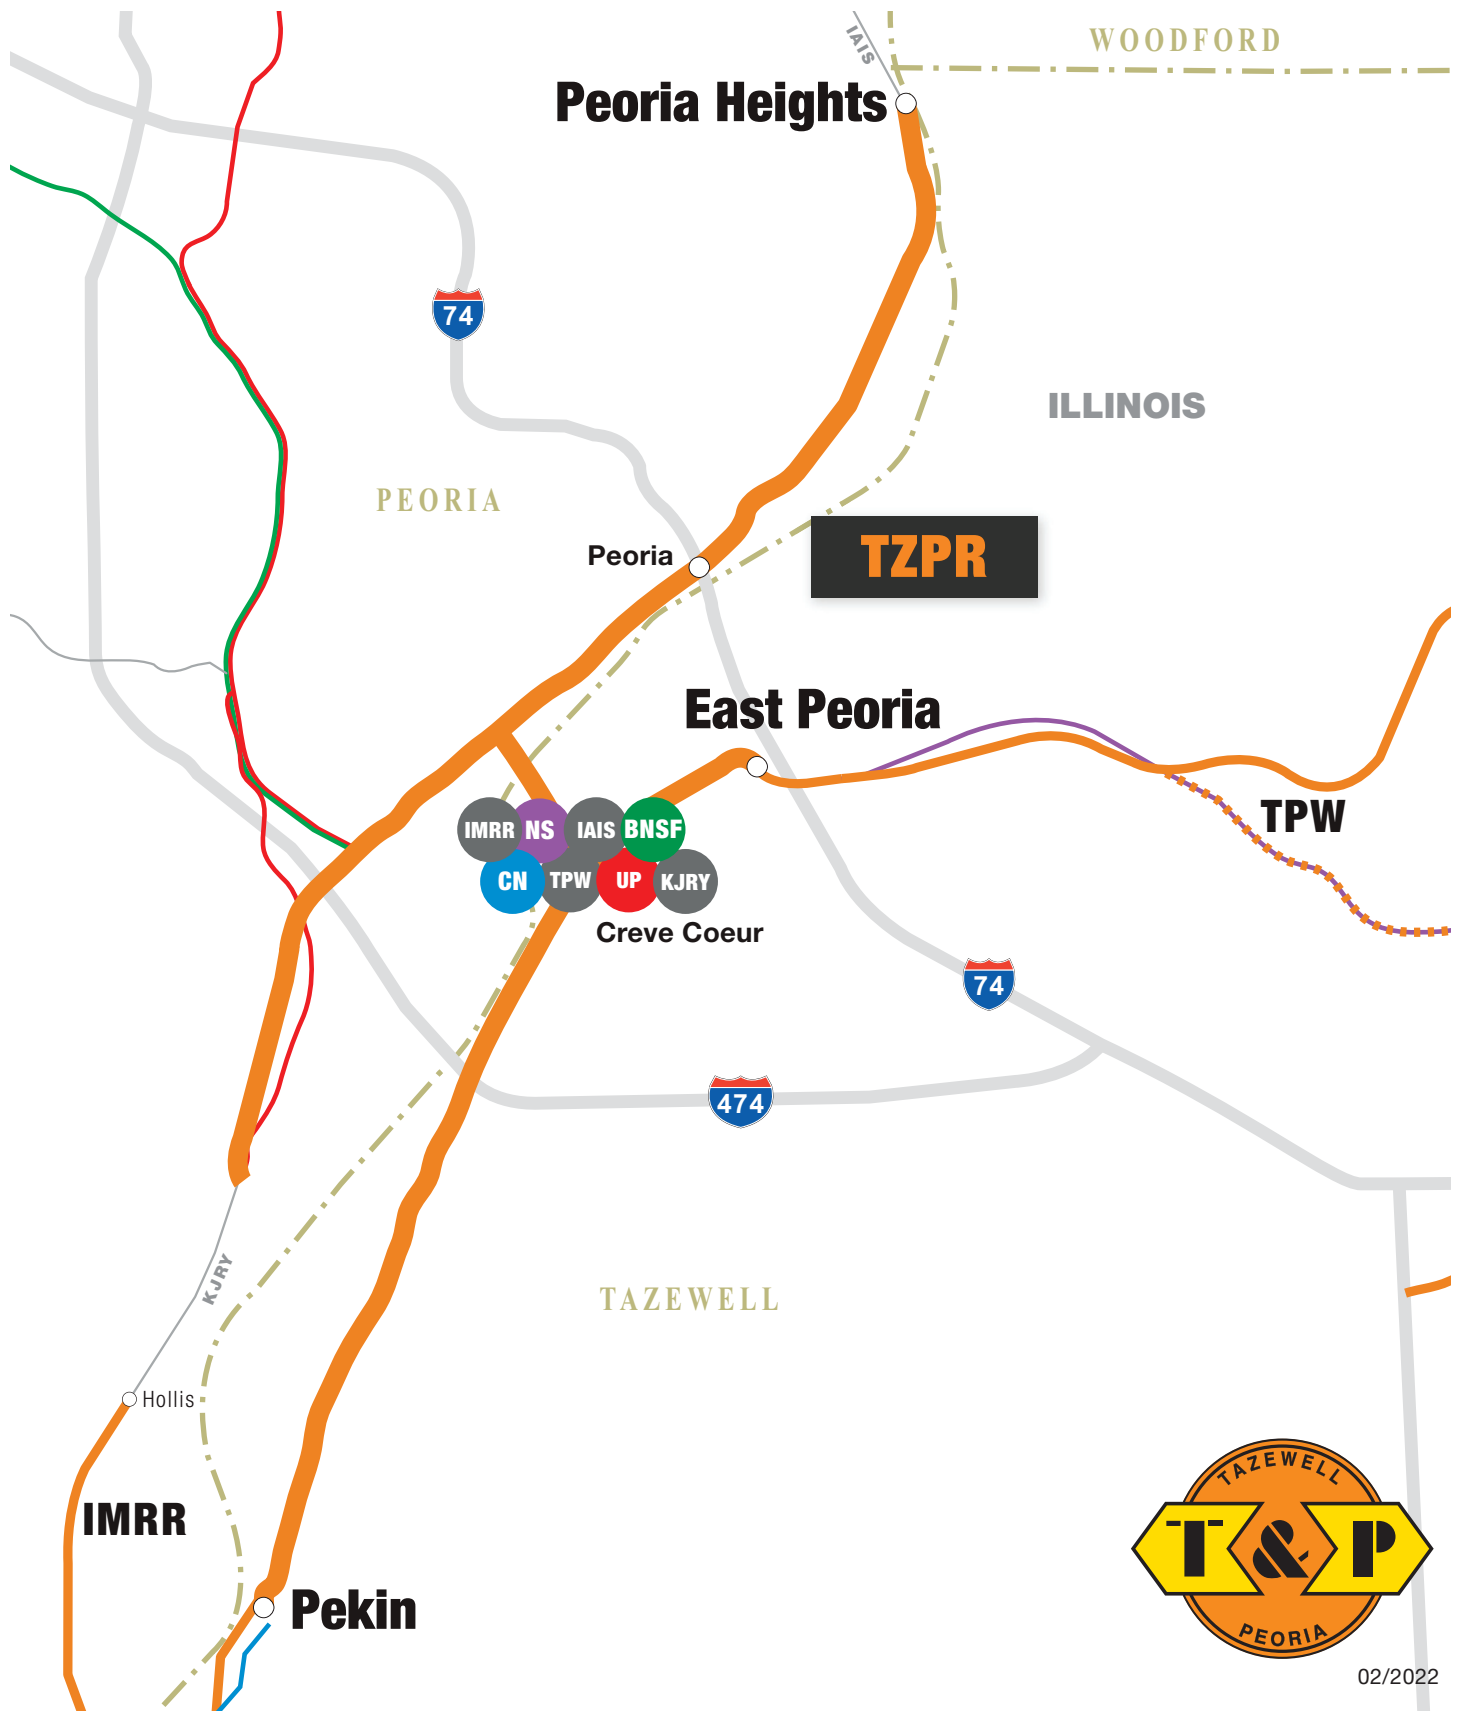 IAIS
WOODFORD
Peoria Heights
74
ILLINOIS
PEORIA
Peoria
TZPR
East Peoria
TPW
IMRR
NS
IAIS
BNSF
CN
TPW
UP
KJRY
Creve Coeur
74
474
KJRY
TAZEWELL
Hollis
IMRR
Pekin
TAZEWELL
T & P
PEORIA
02/2022